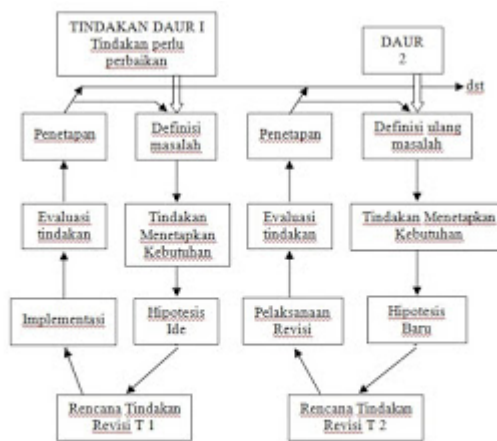 TINDAKAN DAUR I
Tindakan perlu
perbaikan
DAUR
2
dst
Penetapan
Definisi
masalah
Penetapan
Definisi ulang
masalah
Evaluasi
tindakan
Tindakan
Menetapkan
Kebutuhan
Evaluasi
tindakan
Tindakan Menetapkan
Kebutuhan
Implementasi
Hipotesis
Ide
Pelaksanaan
Revisi
Hipotesis
Baru
Rencana Tindakan
Revisi T 1
Rencana Tindakan
Revisi T 2